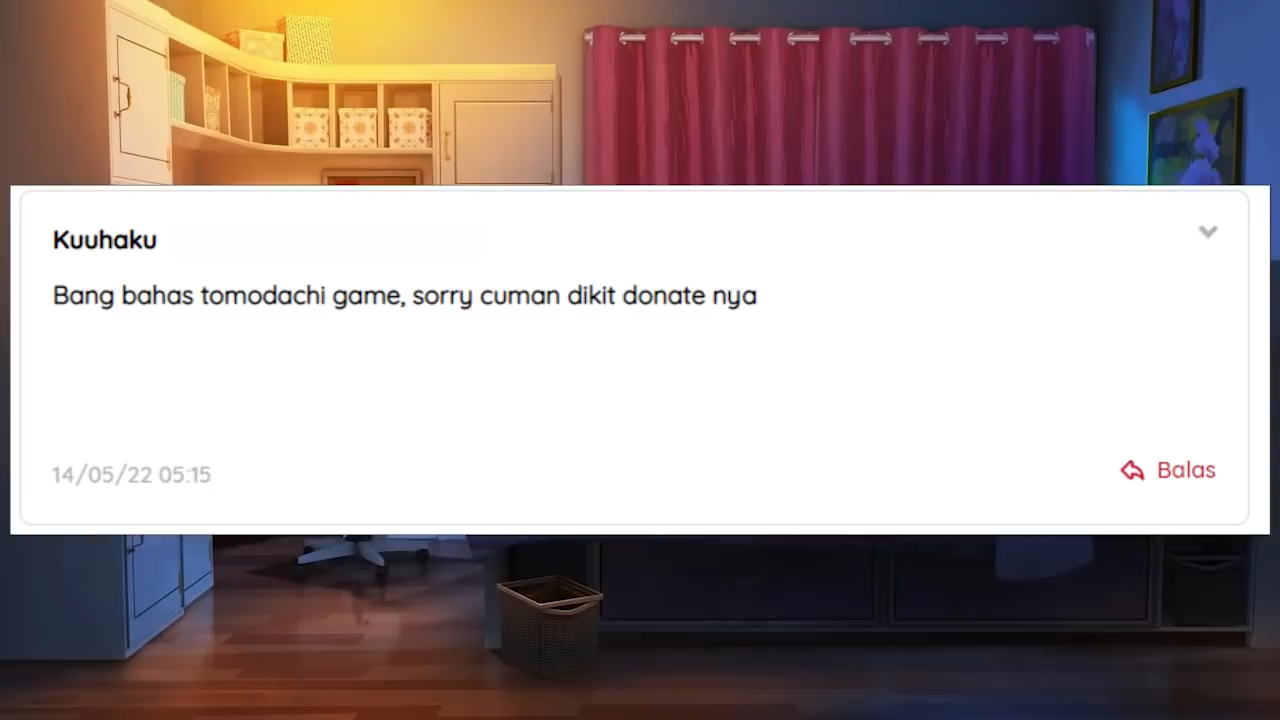 Kuuhaku
Bang bahas tomodachi game, sorry cuman dikit donate nya
14/05/22 05:15
Balas